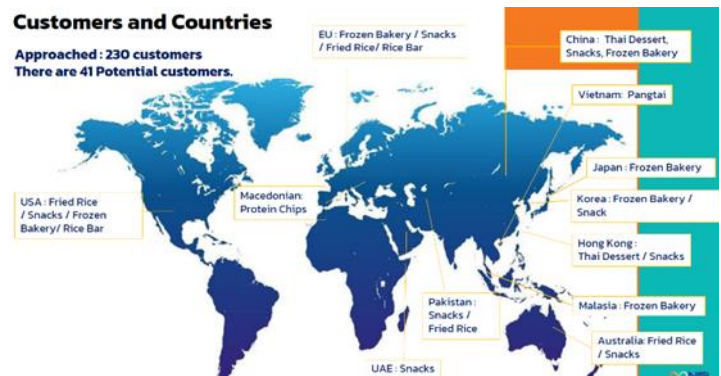 Customers and Countries
Approached : 230 customers
There are 41 Potential customers.
EU : Frozen Bakery / Snacks
/ Fried Rice/ Rice Bar
China : Thai Dessert,
Snacks, Frozen Bakery
Vietnam: Pangtai
Japan : Frozen Bakery
USA : Fried Rice
/ Snacks / Frozen
Bakery/ Rice Bar
Macedonian:
Protein Chips
Korea : Frozen Bakery /
Snack
Hong Kong :
Thai Dessert / Snacks
Pakistan :
Snacks /
Fried Rice
Malasia : Frozen Bakery
Australia: Fried Rice
/ Snacks
UAE : Snacks